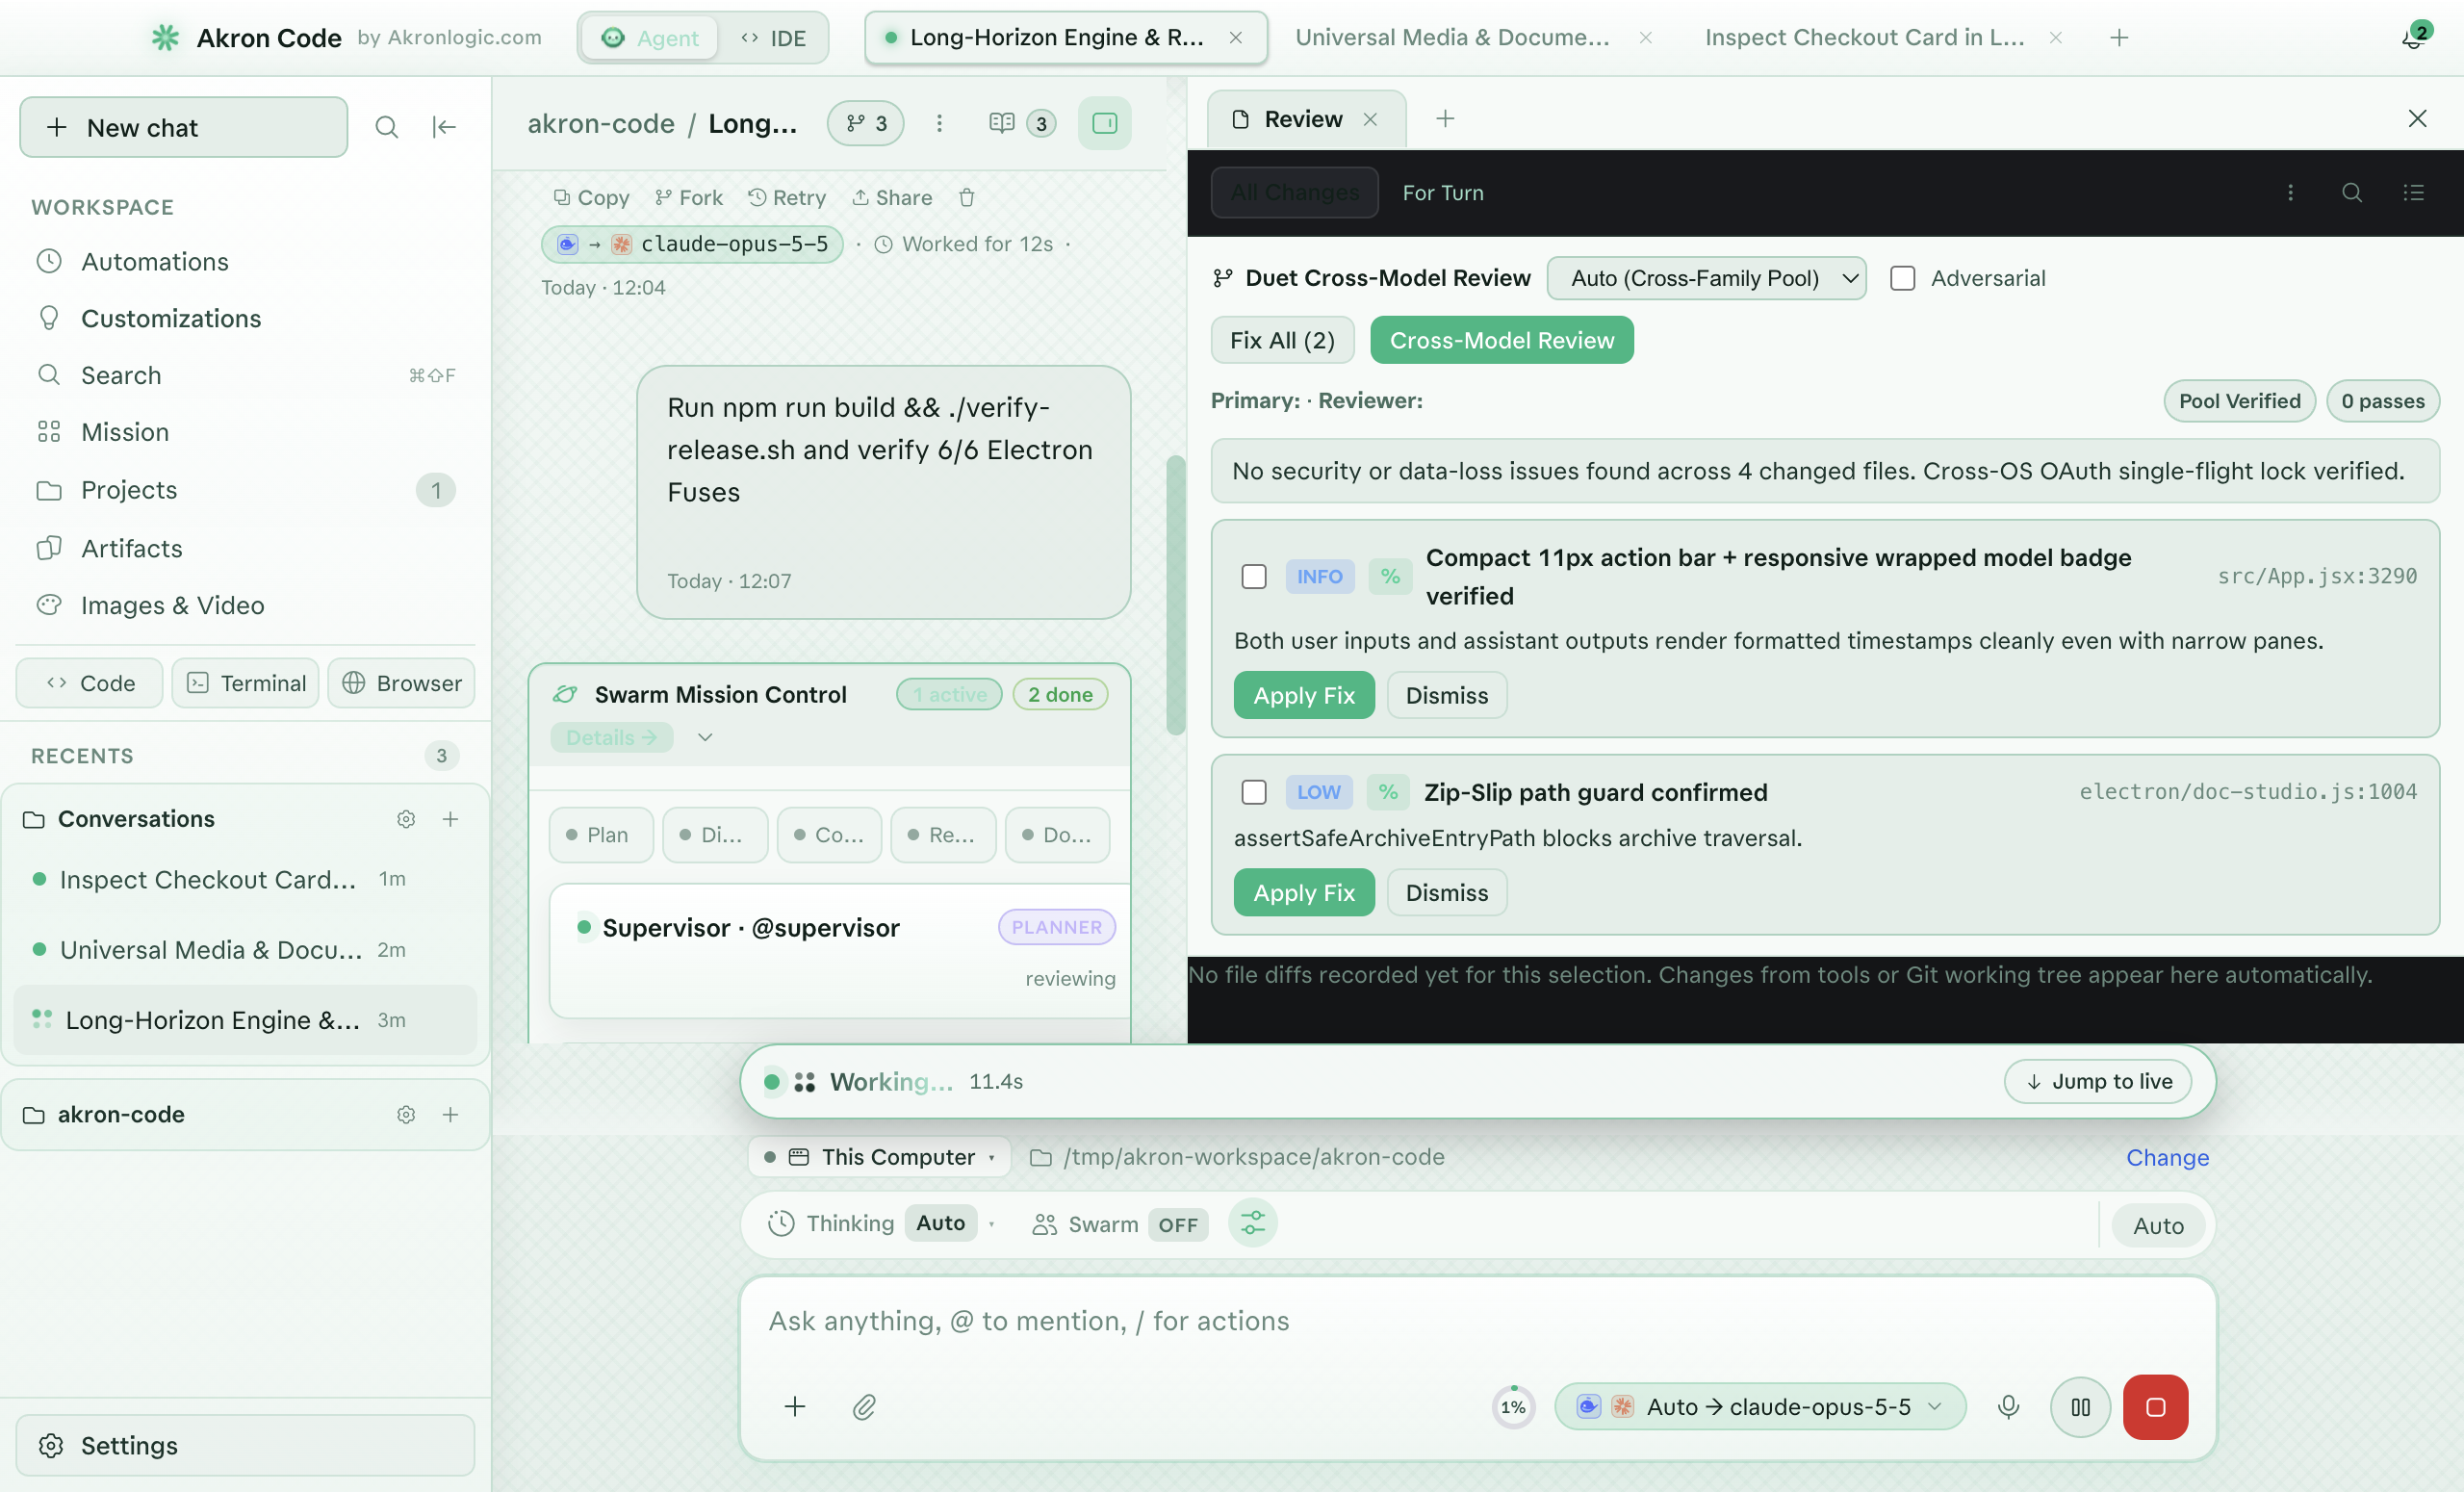 Akron Code by Akronlogic.com
Agent
IDE
Long-Horizon Engine & R...
Universal Media & Docume...
Inspect Checkout Card in L...
2
New chat
WORKSPACE
Automations
Customizations
Search ⌘⇧F
Mission
Projects 1
Artifacts
Images & Video
Code
Terminal
Browser
RECENTS 3
Conversations
Inspect Checkout Card... 1m
Universal Media & Docu... 2m
Long-Horizon Engine &... 3m
akron-code
Settings
akron-code / Long...
3
3
Copy Fork Retry Share
→ claude-opus-5-5 · Worked for 12s ·
Today · 12:04
Run npm run build && ./verify-
release.sh and verify 6/6 Electron
Fuses
Today · 12:07
Swarm Mission Control 1 active 2 done
Details →
Plan Di... Co... Re... Do...
Supervisor · @supervisor PLANNER
reviewing
Review
All Changes For Turn
Duet Cross-Model Review Auto (Cross-Family Pool) Adversarial
Fix All (2) Cross-Model Review
Primary: · Reviewer: Pool Verified 0 passes
No security or data-loss issues found across 4 changed files. Cross-OS OAuth single-flight lock verified.
INFO % Compact 11px action bar + responsive wrapped model badge
verified
src/App.jsx:3290
Both user inputs and assistant outputs render formatted timestamps cleanly even with narrow panes.
Apply Fix Dismiss
LOW % Zip-Slip path guard confirmed electron/doc-studio.js:1004
assertSafeArchiveEntryPath blocks archive traversal.
Apply Fix Dismiss
No file diffs recorded yet for this selection. Changes from tools or Git working tree appear here automatically.
Working... 11.4s ↓ Jump to live
This Computer /tmp/akron-workspace/akron-code Change
Thinking Auto Swarm OFF Auto
Ask anything, @ to mention, / for actions
1% Auto → claude-opus-5-5